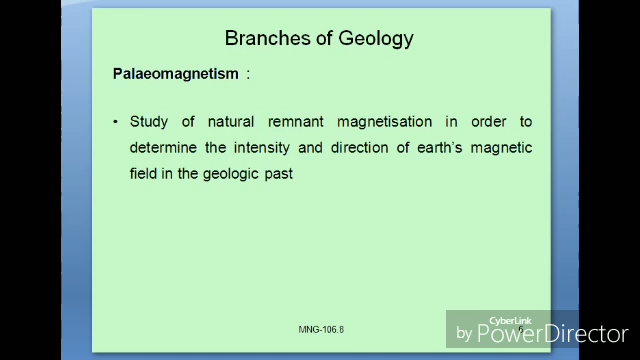 Branches of Geology
Palaeomagnetism :
• Study of natural remnant magnetisation in order to
determine the intensity and direction of earth's magnetic
field in the geologic past
MNG-106.8
6
CyberLink
by PowerDirector